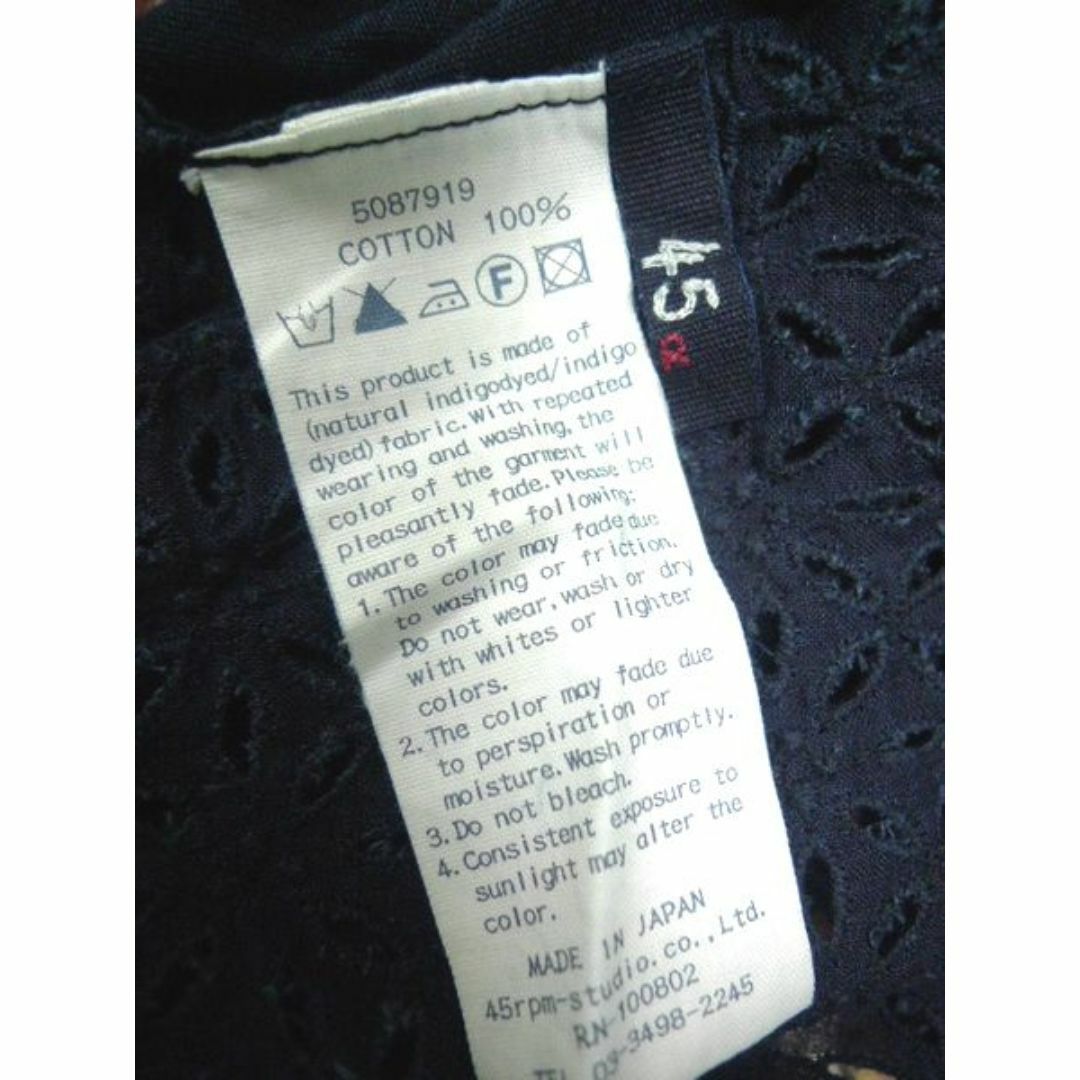 5087919
COTTON 100%
F
This product is made of
(natural indigodyed/indigo
dyed) fabric. With repeated
wearing and washing, the
color of the garment will
pleasantly fade. Please be
aware of the following:
1. The color may fade due
to washing or friction.
Do not wear, wash or dry
with whites or lighter
colors.
2. The color may fade due
to perspiration or
moisture. Wash promptly.
3. Do not bleach.
4. Consistent exposure to
sunlight may alter the
color.
MADE IN JAPAN
45rpm-studio.co.,Ltd.
RN-100802
TEL 03-3498-2245
45
R